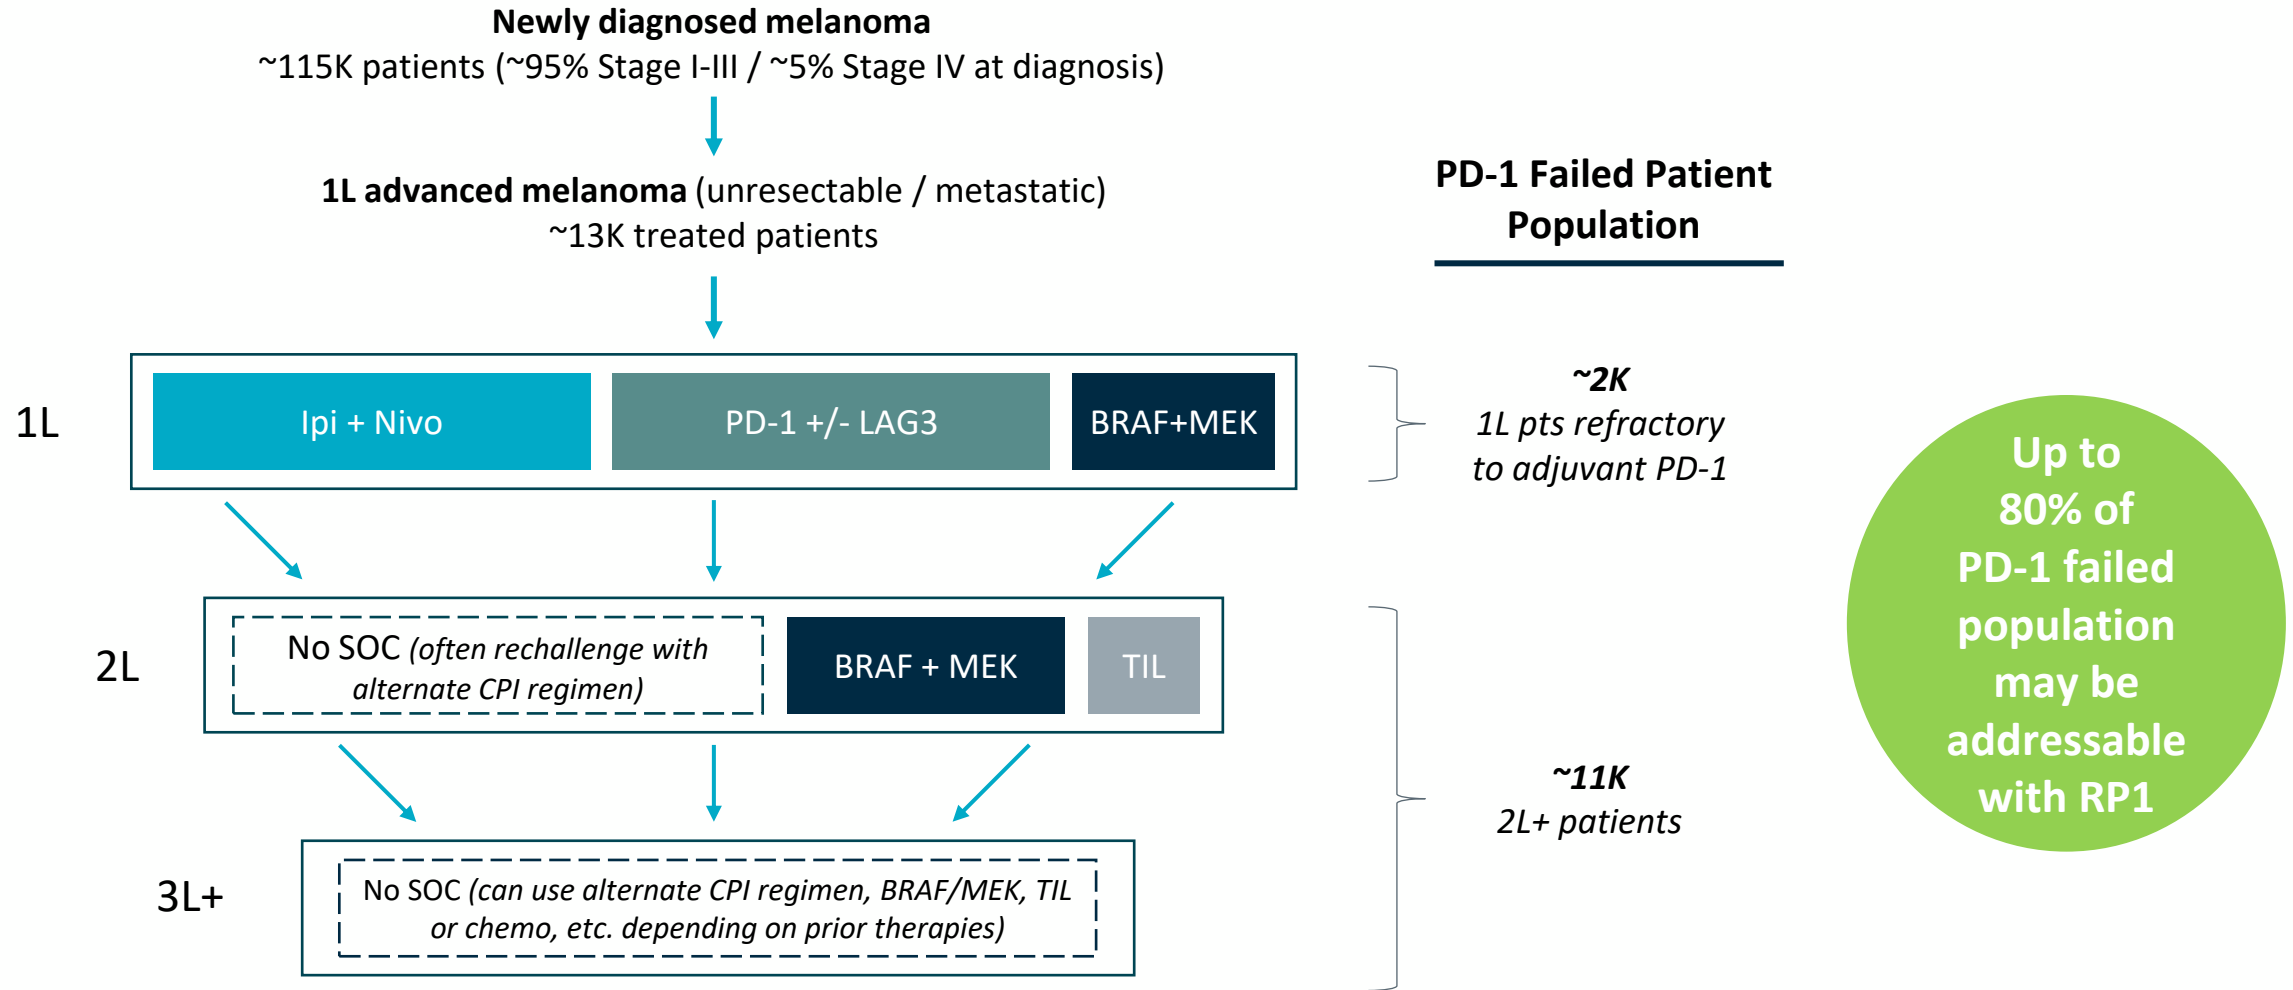 Newly diagnosed melanoma
~115K patients (~95% Stage I-III / ~5% Stage IV at diagnosis)
1L advanced melanoma (unresectable / metastatic)
~13K treated patients
PD-1 Failed Patient
Population
1L
Ipi + Nivo
PD-1 +/- LAG3
BRAF+MEK
~2K
1L pts refractory
to adjuvant PD-1
2L
No SOC (often rechallenge with
alternate CPI regimen)
BRAF + MEK
TIL
~11K
2L+ patients
3L+
No SOC (can use alternate CPI regimen, BRAF/MEK, TIL
or chemo, etc. depending on prior therapies)
Up to
80% of
PD-1 failed
population
may be
addressable
with RP1